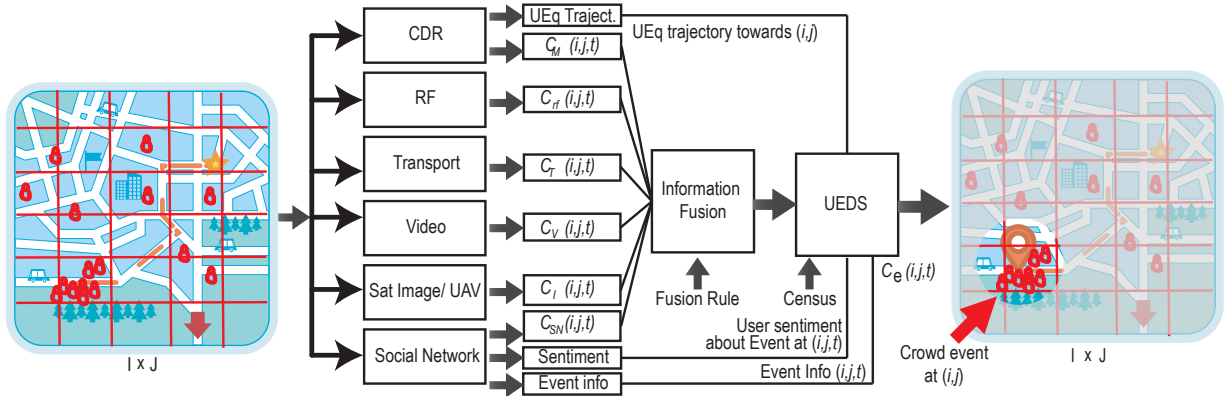 I x J
CDR
RF
Transport
Video
Sat Image/ UAV
Social Network
UEq Traject.
C_M (i,j,t)
C_rf (i,j,t)
C_T (i,j,t)
C_V (i,j,t)
C_I (i,j,t)
C_SN (i,j,t)
Sentiment
Event info
UEq trajectory towards (i,j)
Information
Fusion
Fusion Rule
UEDS
Census
User sentiment
about Event at (i,j,t)
Event Info (i,j,t)
C_e (i,j,t)
Crowd event
at (i,j)
I x J